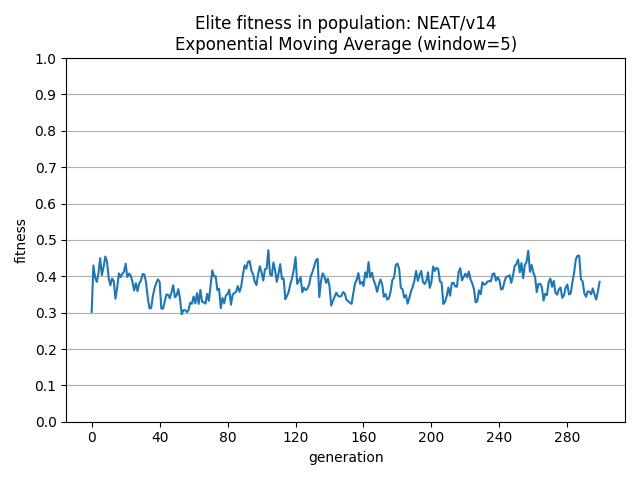 Elite fitness in population: NEAT/v14
Exponential Moving Average (window=5)
1.0
0.9
0.8
0.7
0.6
0.5
0.4
0.3
0.2
0.1
0.0
fitness
0 40 80 120 160 200 240 280
generation